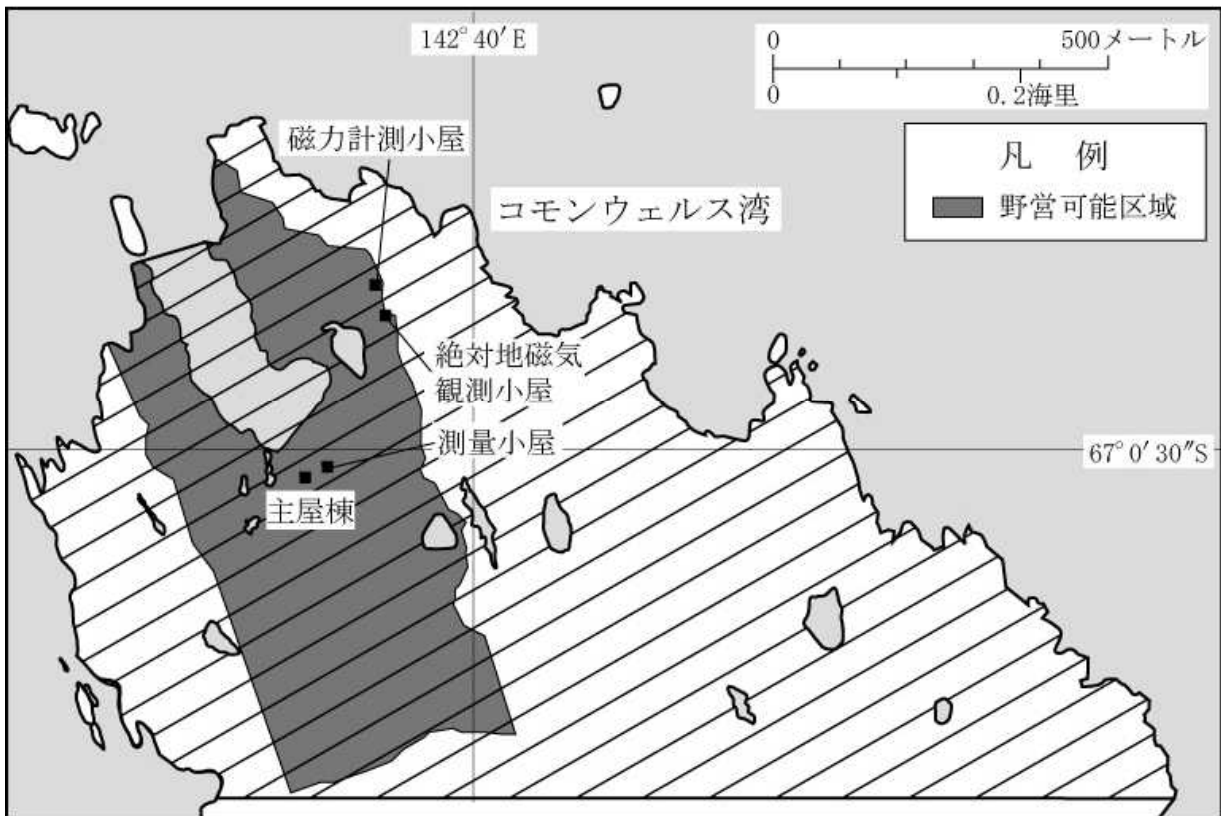 142°40′E
0 500メートル
0 0.2海里
磁力計測小屋
凡 例
野営可能区域
コモンウェルス湾
絶対地磁気
観測小屋
測量小屋
67°0′30″S
主屋棟